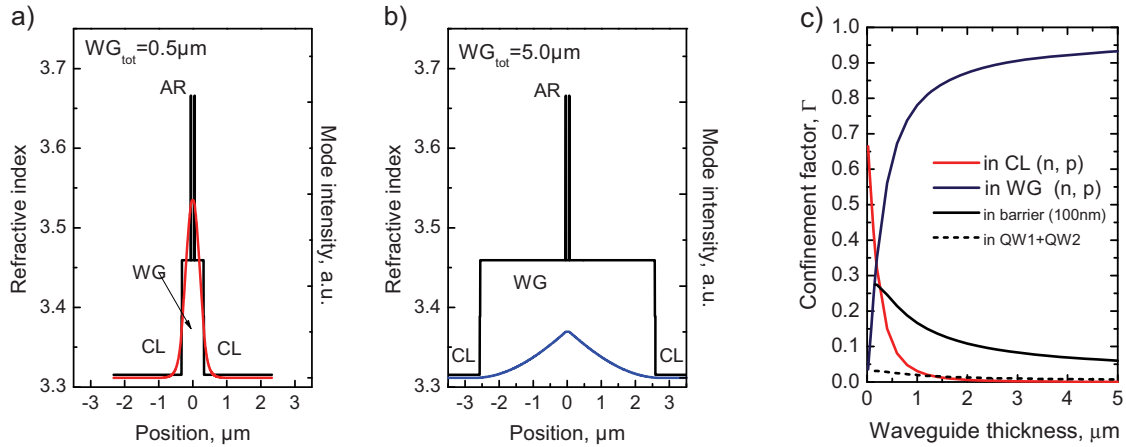 a)
WGtot=0.5µm
AR
WG
CL
CL
3.7
3.6
3.5
3.4
3.3
Refractive index
Mode intensity, a.u.
-3 -2 -1 0 1 2 3
Position, µm
b)
WGtot=5.0µm
AR
WG
CL
CL
3.7
3.6
3.5
3.4
3.3
Refractive index
Mode intensity, a.u.
-3 -2 -1 0 1 2 3
Position, µm
c)
1.0
0.9
0.8
0.7
0.6
0.5
0.4
0.3
0.2
0.1
0.0
Confinement factor, Γ
in CL (n, p)
in WG (n, p)
in barrier (100nm)
in QW1+QW2
0 1 2 3 4 5
Waveguide thickness, µm